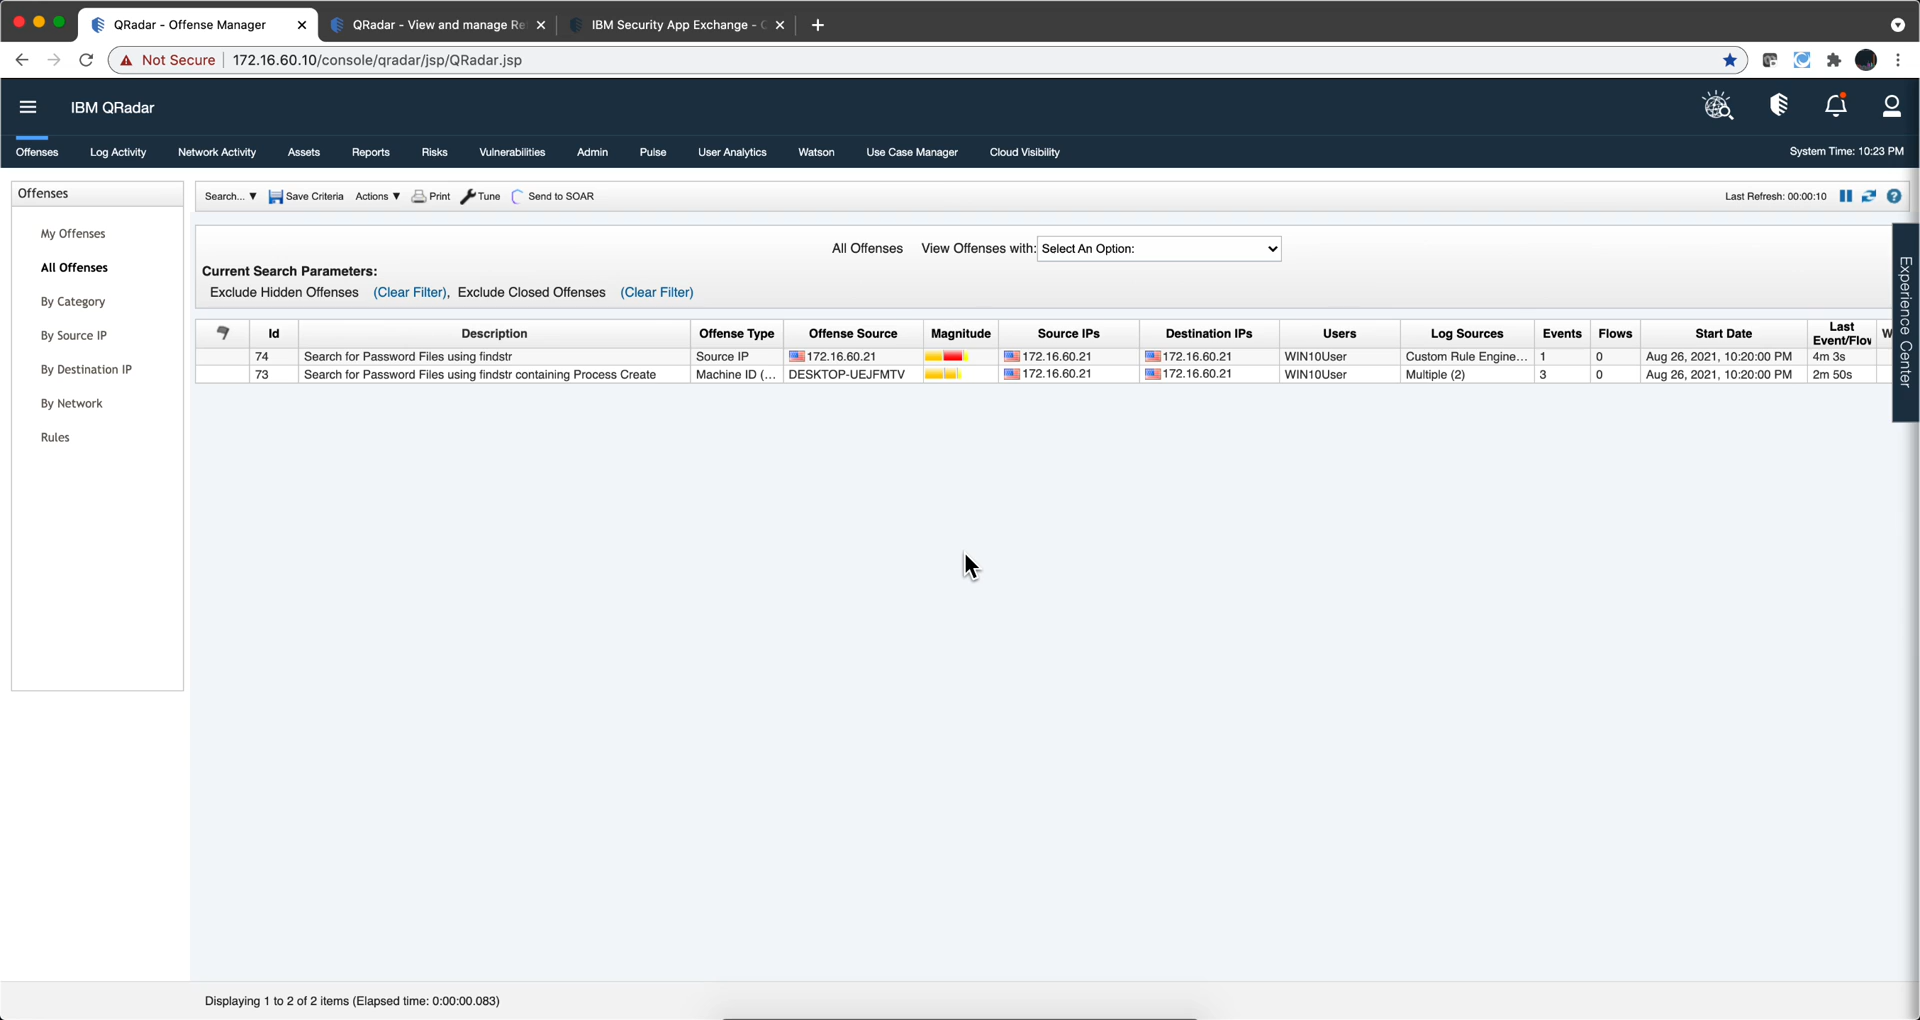 QRadar - Offense Manager
QRadar - View and manage Re
IBM Security App Exchange -
Not Secure 172.16.60.10/console/qradar/jsp/QRadar.jsp
IBM QRadar
Offenses Log Activity Network Activity Assets Reports Risks Vulnerabilities Admin Pulse User Analytics Watson Use Case Manager Cloud Visibility System Time: 10:23 PM
Offenses
My Offenses
All Offenses
By Category
By Source IP
By Destination IP
By Network
Rules
Search... ▼ Save Criteria Actions ▼ Print Tune Send to SOAR Last Refresh: 00:00:10
All Offenses View Offenses with: Select An Option:
Current Search Parameters:
Exclude Hidden Offenses (Clear Filter), Exclude Closed Offenses (Clear Filter)
Id Description Offense Type Offense Source Magnitude Source IPs Destination IPs Users Log Sources Events Flows Start Date Last Event/Flow
74 Search for Password Files using findstr Source IP 172.16.60.21 172.16.60.21 172.16.60.21 WIN10User Custom Rule Engine... 1 0 Aug 26, 2021, 10:20:00 PM 4m 3s
73 Search for Password Files using findstr containing Process Create Machine ID (... DESKTOP-UEJFMTV 172.16.60.21 172.16.60.21 WIN10User Multiple (2) 3 0 Aug 26, 2021, 10:20:00 PM 2m 50s
Experience Center
Displaying 1 to 2 of 2 items (Elapsed time: 0:00:00.083)